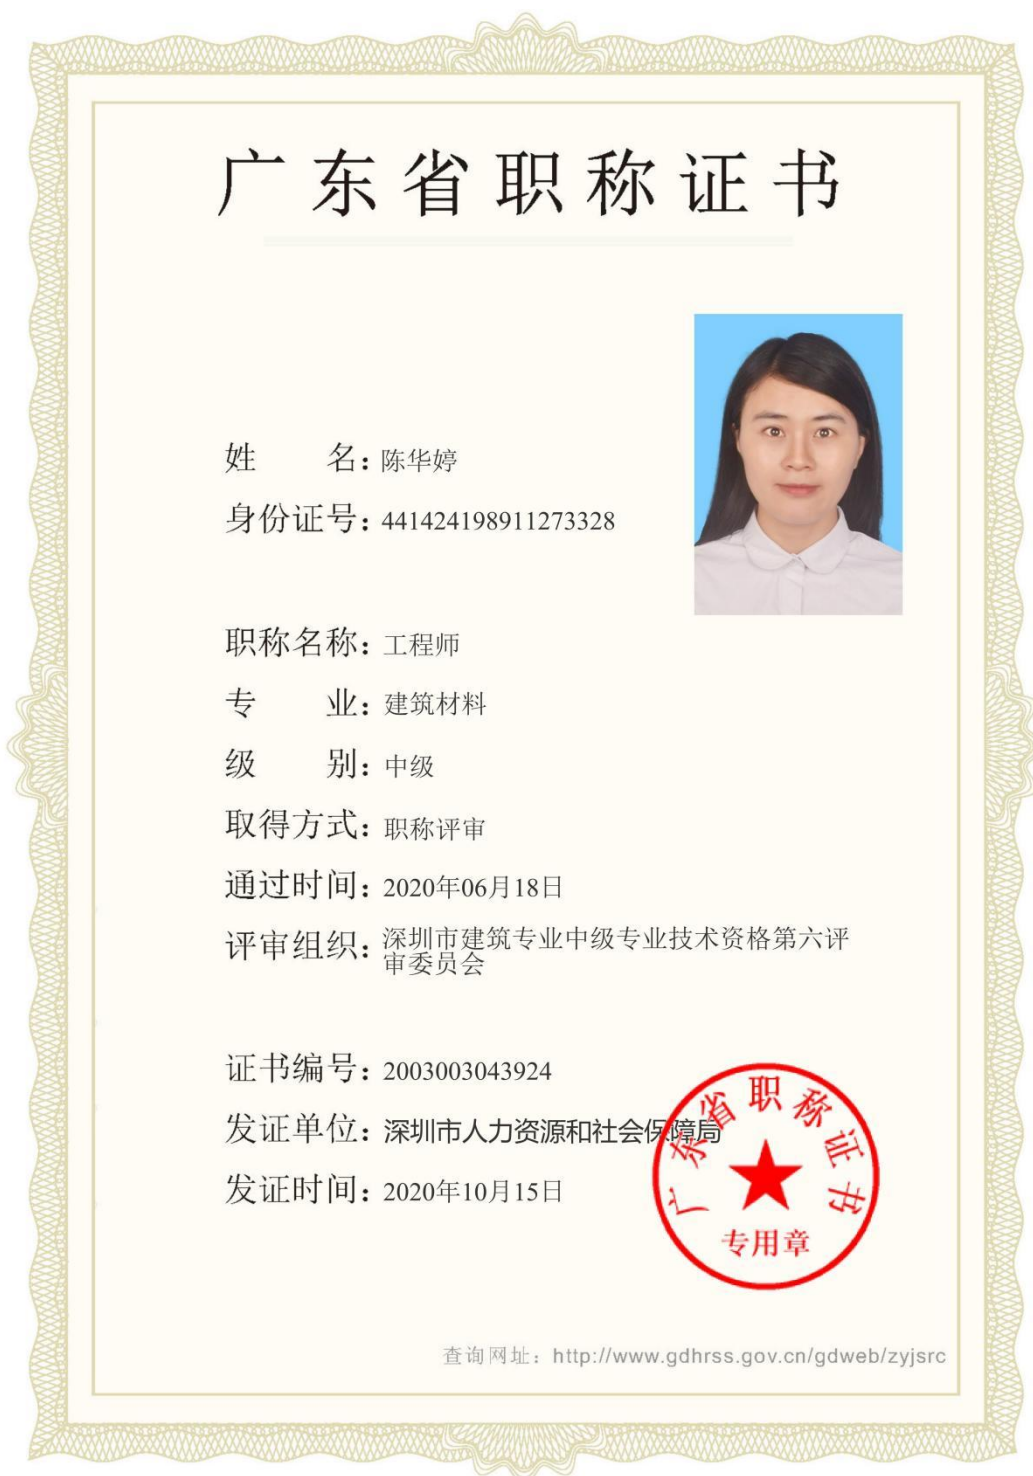 广东省职称证书
姓 名：陈华婷
身份证号：441424198911273328
职称名称：工程师
专 业：建筑材料
级 别：中级
取得方式：职称评审
通过时间：2020年06月18日
评审组织：深圳市建筑专业中级专业技术资格第六评
审委员会
证书编号：2003003043924
发证单位：深圳市人力资源和社会保障局
发证时间：2020年10月15日
广东省职称证书
专用章
查询网址：http://www.gdhrss.gov.cn/gdweb/zyjsrc